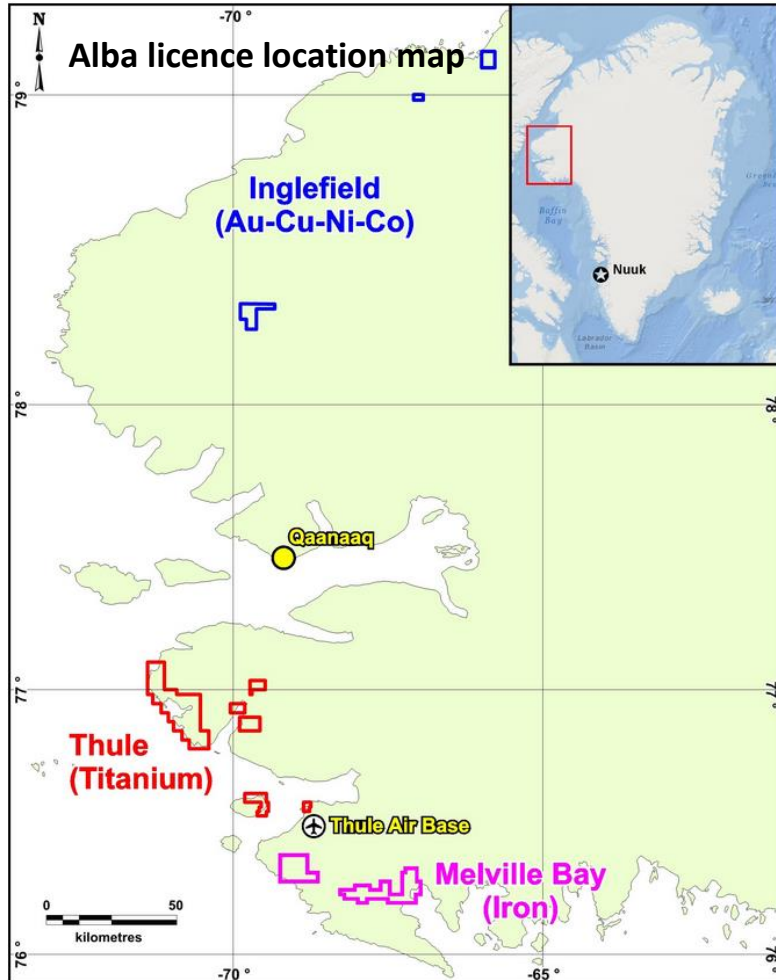 -70 °
N
Alba licence location map
79 °
Inglefield
(Au-Cu-Ni-Co)
Baffin
Bay
Nuuk
Labrador
Basin
78 °
78 °
Qaanaaq
77 °
77 °
Thule
(Titanium)
Thule Air Base
Melville Bay
(Iron)
0
50
kilometres
76 °
76
-70 °
-65 °